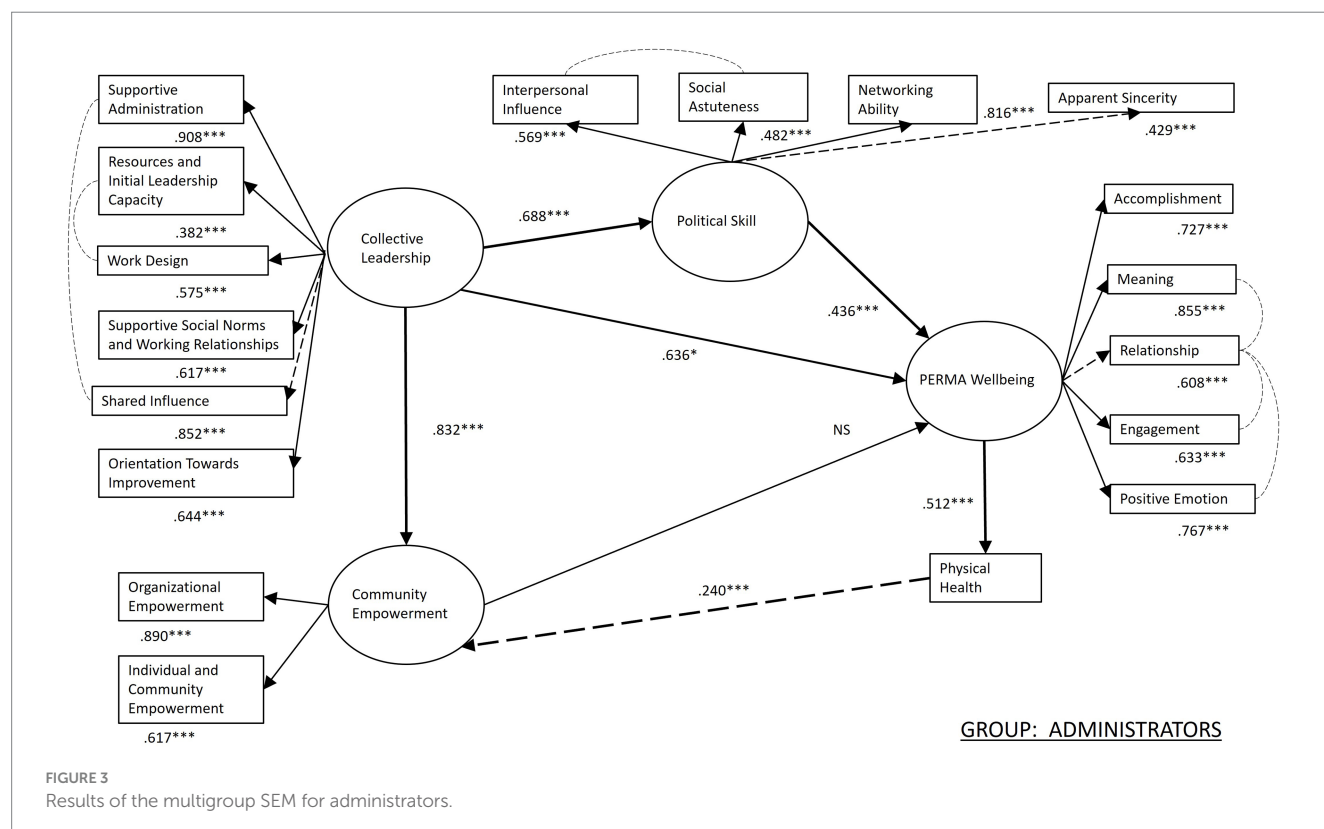 Supportive
Administration
.908***
Resources and
Initial Leadership
Capacity
.382***
Work Design
.575***
Supportive Social Norms
and Working Relationships
.617***
Shared Influence
.852***
Orientation Towards
Improvement
.644***
Organizational
Empowerment
.890***
Individual and
Community
Empowerment
.617***
Collective
Leadership
.688***
.636*
.832***
Community
Empowerment
Interpersonal
Influence
.569***
Social
Astuteness
.482***
Networking
Ability
.816***
Apparent Sincerity
.429***
Political Skill
.436***
PERMA Wellbeing
NS
.512***
Physical
Health
.240***
Accomplishment
.727***
Meaning
.855***
Relationship
.608***
Engagement
.633***
Positive Emotion
.767***
GROUP: ADMINISTRATORS
FIGURE 3
Results of the multigroup SEM for administrators.